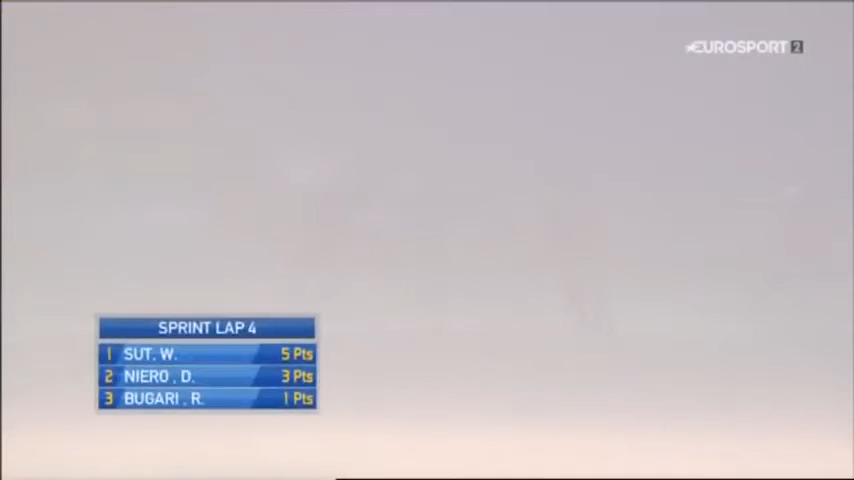 EUROSPORT 2
SPRINT LAP 4
1 SUT, W. 5 Pts
2 NIERO , D. 3 Pts
3 BUGARI , R. 1 Pts